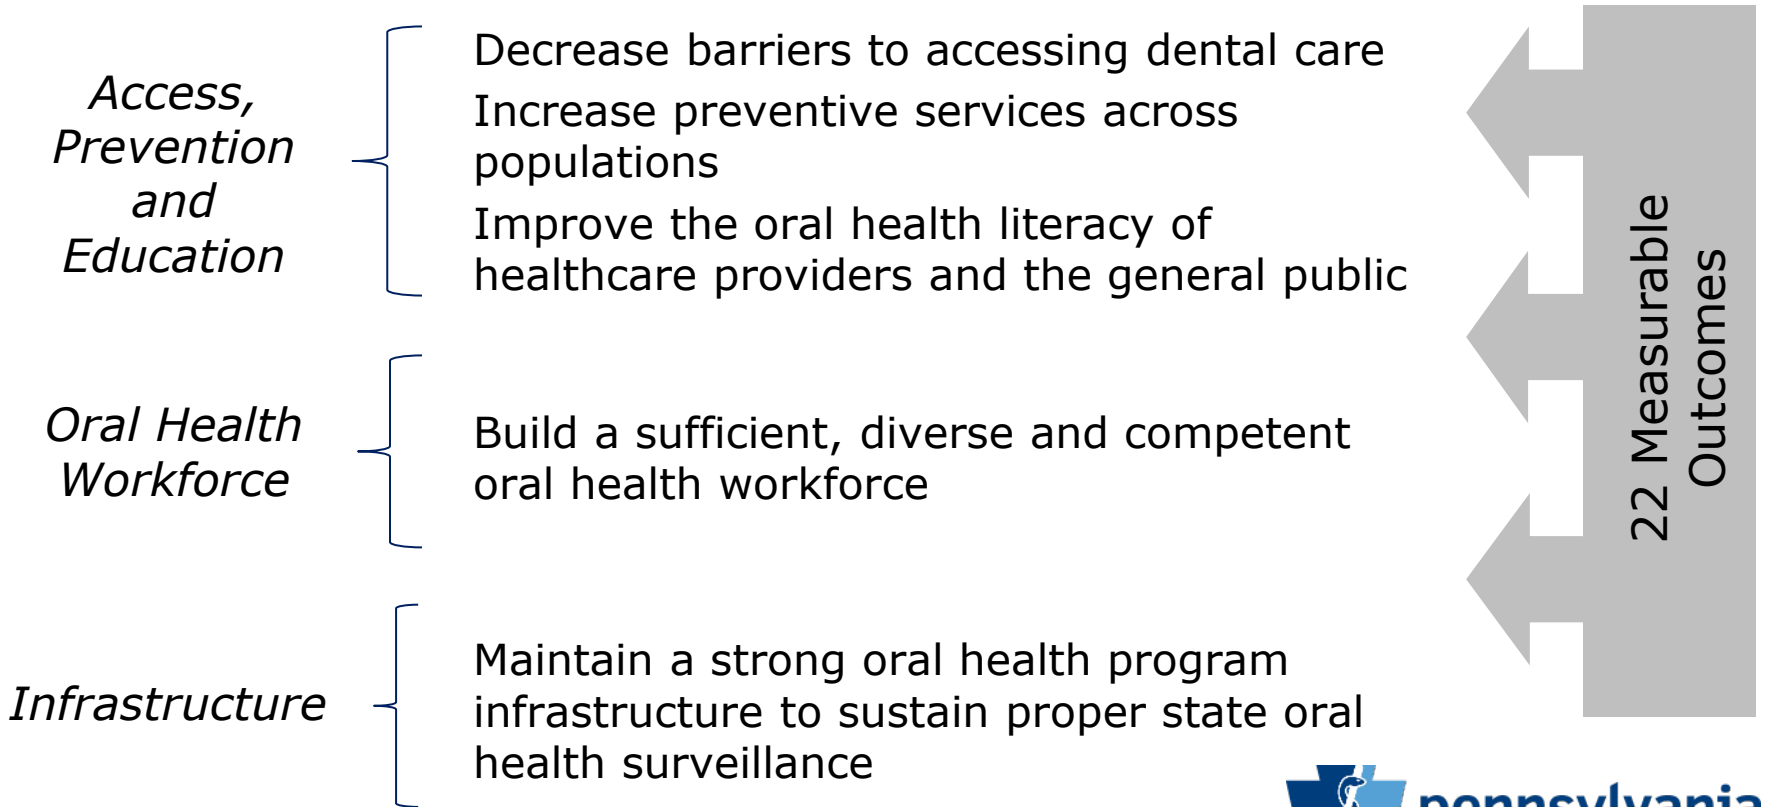 Access,
Prevention
and
Education
Decrease barriers to accessing dental care
Increase preventive services across
populations
Improve the oral health literacy of
healthcare providers and the general public
Oral Health
Workforce
Build a sufficient, diverse and competent
oral health workforce
Infrastructure
Maintain a strong oral health program
infrastructure to sustain proper state oral
health surveillance
22 Measurable
Outcomes
pennsylvania